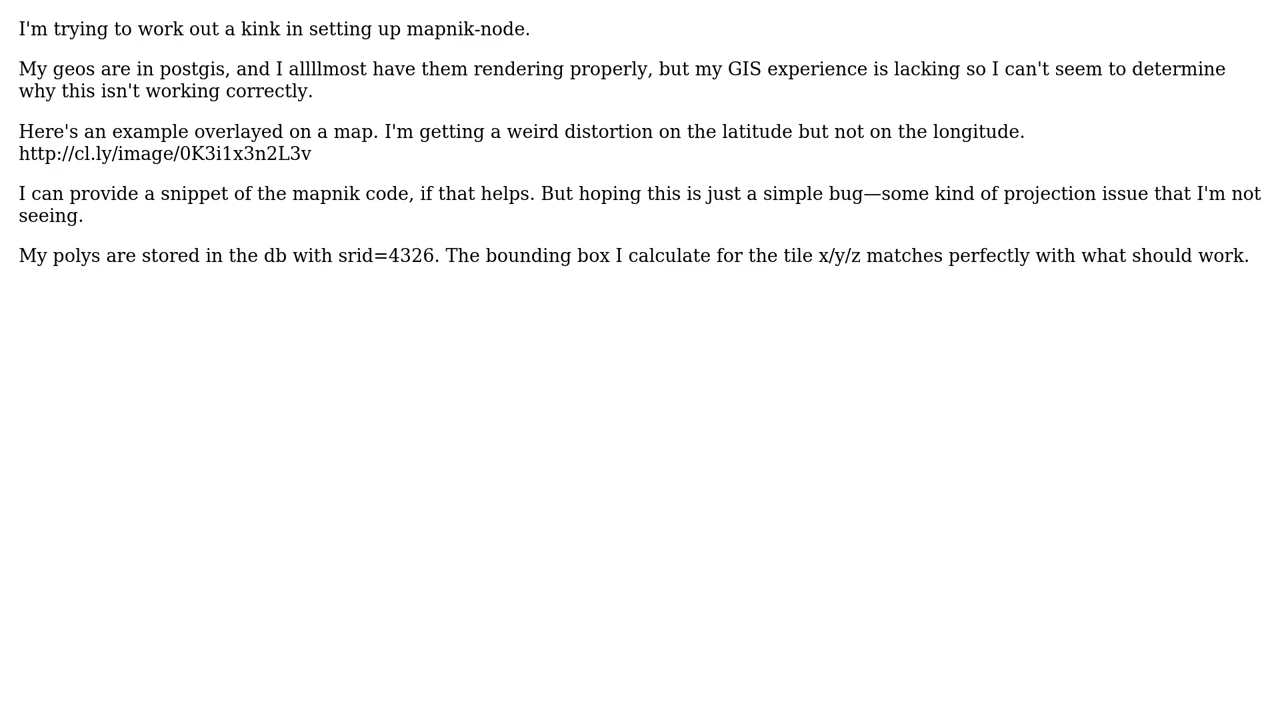 I'm trying to work out a kink in setting up mapnik-node.
My geos are in postgis, and I allllmost have them rendering properly, but my GIS experience is lacking so I can't seem to determine
why this isn't working correctly.
Here's an example overlayed on a map. I'm getting a weird distortion on the latitude but not on the longitude.
http://cl.ly/image/0K3i1x3n2L3v
I can provide a snippet of the mapnik code, if that helps. But hoping this is just a simple bug—some kind of projection issue that I'm not
seeing.
My polys are stored in the db with srid=4326. The bounding box I calculate for the tile x/y/z matches perfectly with what should work.